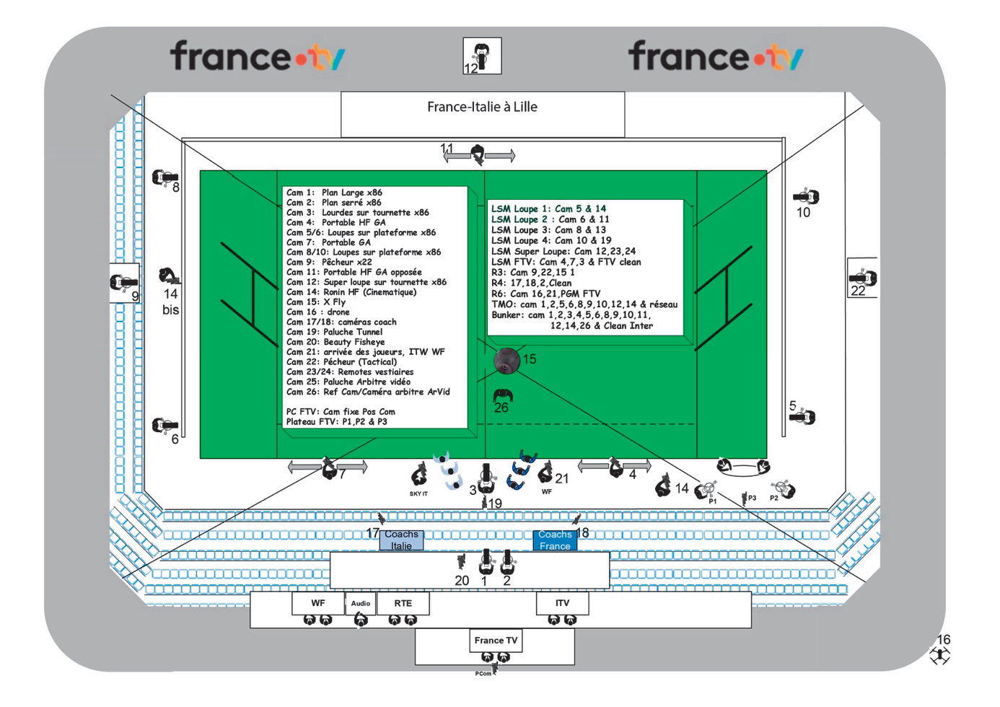 france•tv
12
france•tv
France-Italie à Lille
11
8
10
Cam 1: Plan Large x86
Cam 2: Plan serré x86
Cam 3: Lourdes sur tournette x86
Cam 4: Portable HF GA
Cam 5/6: Loupes sur plateforme x86
Cam 7: Portable GA
Cam 8/10: Loupes sur plateforme x86
Cam 9: Pêcheur x22
Cam 11: Portable HF GA opposée
Cam 12: Super loupe sur tournette x86
Cam 14: Ronin HF (Cinematique)
Cam 15: X Fly
Cam 16 : drone
Cam 17/18: caméras coach
Cam 19: Paluche Tunnel
Cam 20: Beauty Fisheye
Cam 21: arrivée des joueurs, ITW WF
Cam 22: Pécheur (Tactical)
Cam 23/24: Remotes vestiaires
Cam 25: Paluche Arbitre vidéo
Cam 26: Ref Cam/Caméra arbitre ArVid
PC FTV: Cam fixe Pos Com
Plateau FTV: P1,P2 & P3
LSM Loupe 1: Cam 5 & 14
LSM Loupe 2 : Cam 6 & 11
LSM Loupe 3: Cam 8 & 13
LSM Loupe 4: Cam 10 & 19
LSM Super Loupe: Cam 12,23,24
LSM FTV: Cam 4,7,3 & FTV clean
R3: Cam 9,22,15 1
R4: 17,18,2,Clean
R6: Cam 16,21,PGM FTV
TMO: cam 1,2,5,6,8,9,10,12,14 & réseau
Bunker: cam 1,2,3,4,5,6,8,9,10,11,
12,14,26 & Clean Inter
9
14
bis
22
15
26
5
6
7
SKY IT
3
21
WF
4
14
P1
P3
P2
19
17
Coachs
Italie
Coachs
France
18
20
1
2
WF
Audio
RTE
ITV
France TV
PCom
16